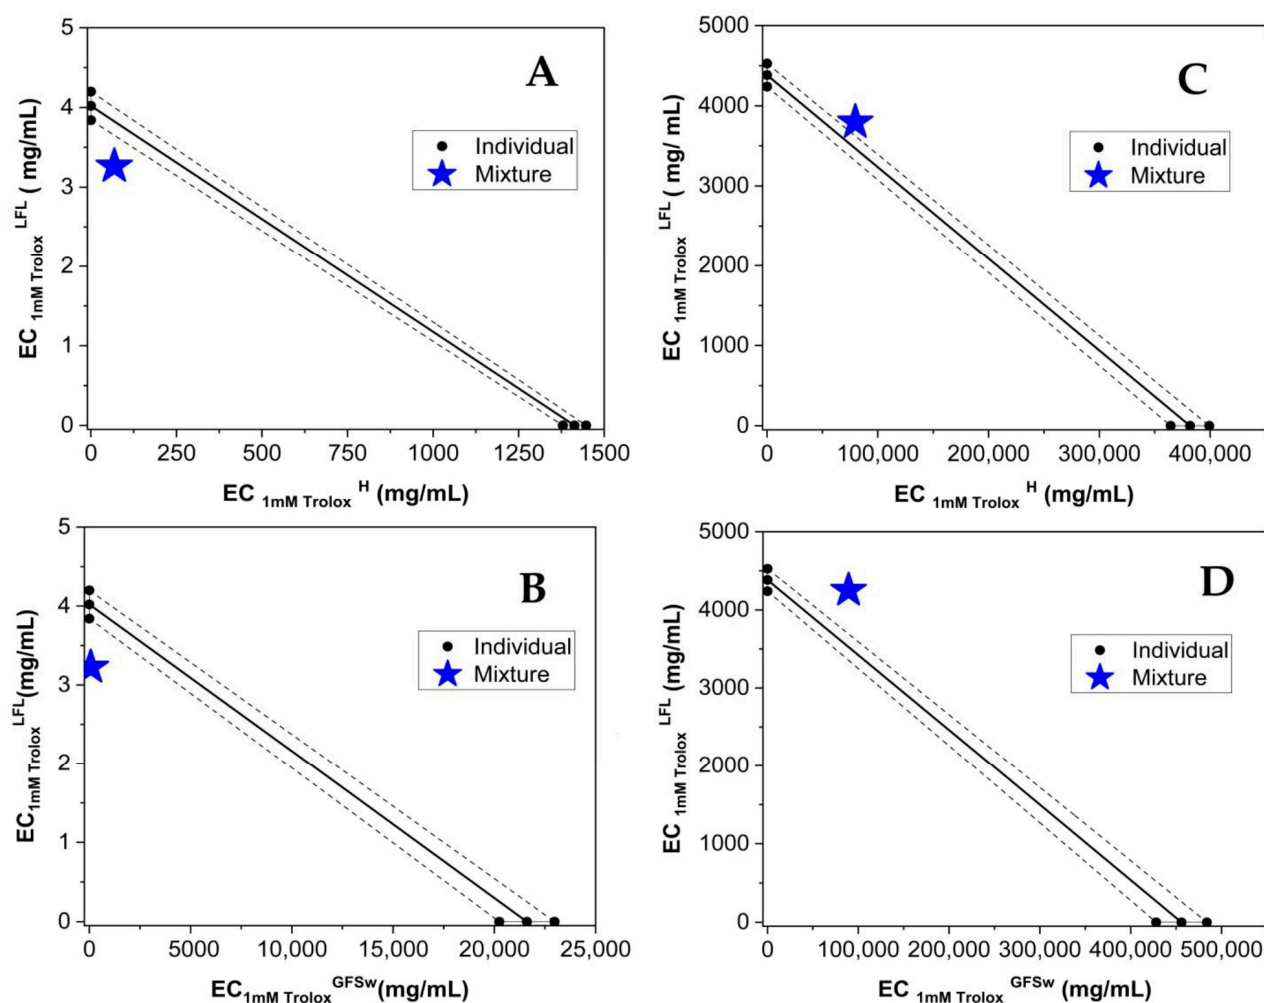 A
5
4
3
2
1
0
EC 1mM Trolox LFL ( mg/mL)
Individual
Mixture
0 250 500 750 1000 1250 1500
EC 1mM Trolox H (mg/mL)
C
5000
4000
3000
2000
1000
0
EC 1mM Trolox LFL ( mg/ mL)
Individual
Mixture
0 100,000 200,000 300,000 400,000
EC 1mM Trolox H (mg/mL)
B
5
4
3
2
1
0
EC1mM Trolox LFL(mg/mL)
Individual
Mixture
0 5000 10,000 15,000 20,000 25,000
EC1mM Trolox GFSw(mg/mL)
D
5000
4000
3000
2000
1000
0
EC 1mM Trolox LFL (mg/mL)
Individual
Mixture
0 100,000 200,000 300,000 400,000 500,000
EC 1mM Trolox GFSw (mg/mL)